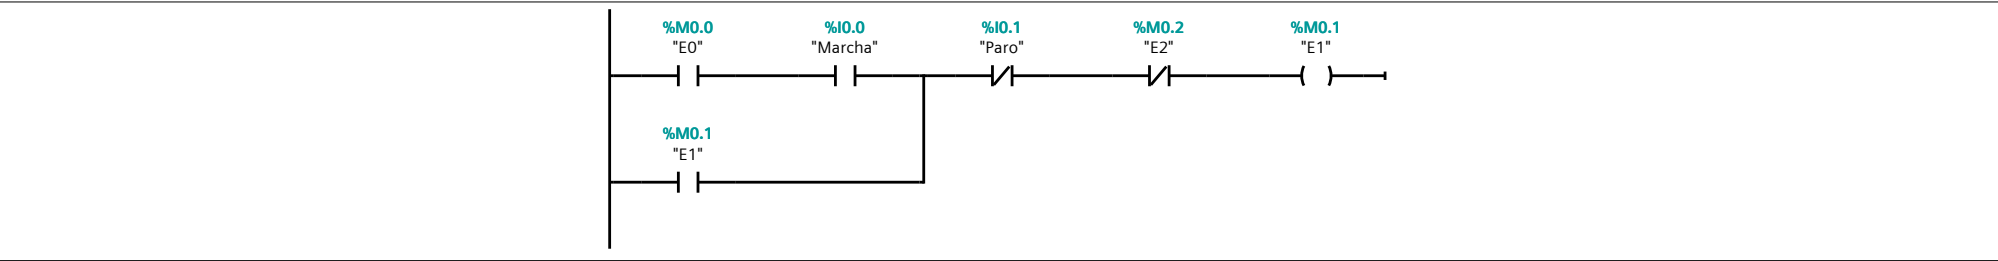 %M0.0 %I0.0 %I0.1 %M0.2 %M0.1
"E0" "Marcha" "Paro" "E2" "E1"
%M0.1
"E1"